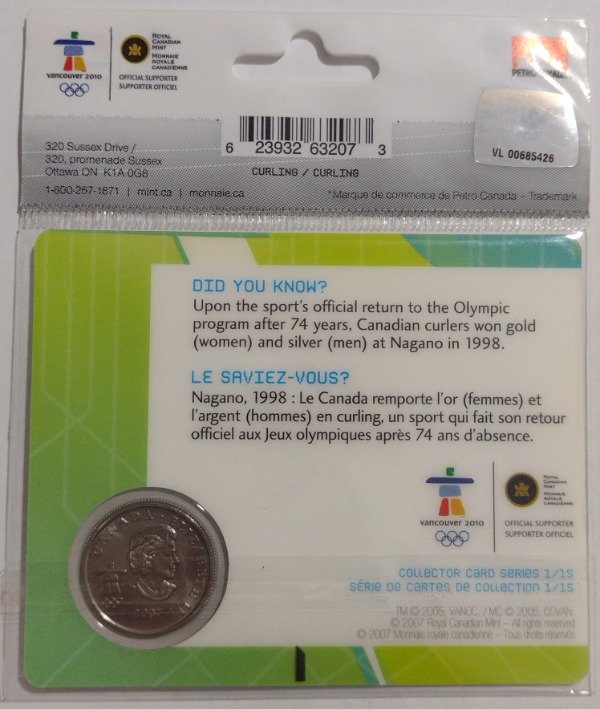 vancouver 2010
ROYAL
CANADIAN
MINT
MONNAIE
ROYALE
CANADIENNE
OFFICIAL SUPPORTER
SUPPORTER OFFICIEL
320 Sussex Drive /
320, promenade Sussex
Ottawa ON K1A 0G8
1-800-267-1871 | mint.ca | monnaie.ca
6 23932 63207 3
CURLING / CURLING
VL 00685426
*Marque de commerce de Petro Canada - Trademark
DID YOU KNOW?
Upon the sport's official return to the Olympic
program after 74 years, Canadian curlers won gold
(women) and silver (men) at Nagano in 1998.
LE SAVIEZ-VOUS?
Nagano, 1998 : Le Canada remporte l'or (femmes) et
l'argent (hommes) en curling, un sport qui fait son retour
officiel aux Jeux olympiques après 74 ans d'absence.
vancouver 2010
ROYAL
CANADIAN
MINT
MONNAIE
ROYALE
CANADIENNE
OFFICIAL SUPPORTER
SUPPORTER OFFICIEL
CANADA
2007
COLLECTOR CARD SERIES 1/15
SÉRIE DE CARTES DE COLLECTION 1/15
TM © 2005, VANOC. / MC © 2005, COVAN.
© 2007 Royal Canadian Mint – All rights reserved
© 2007 Monnaie royale canadienne – Tous droits réservés